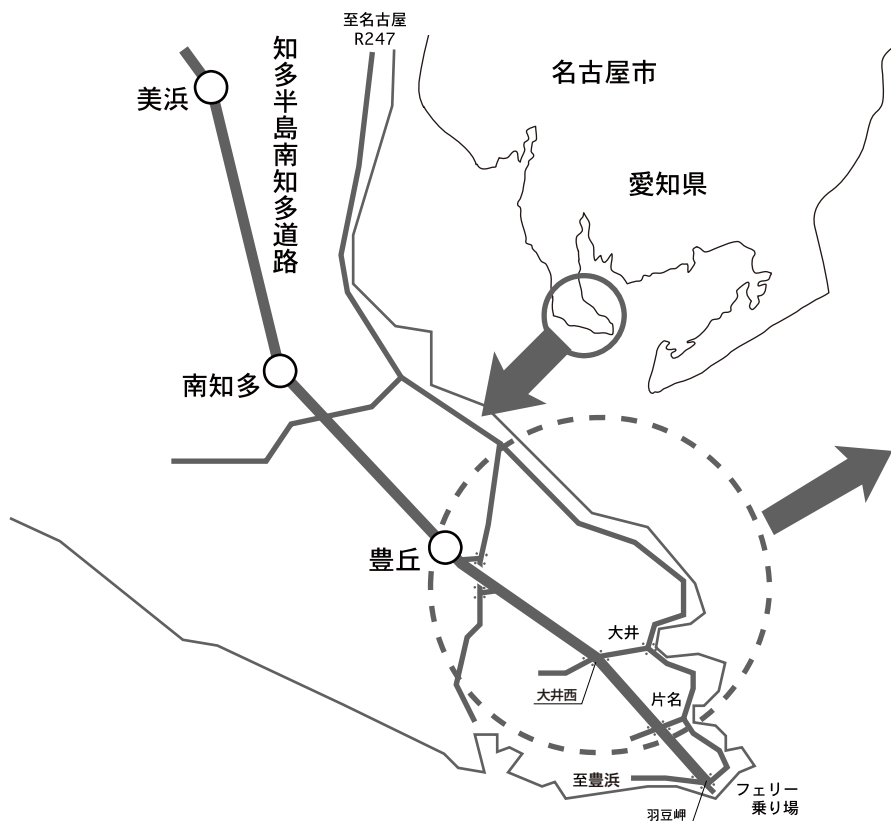 至名古屋
R247
知多半島南知多道路
美浜
名古屋市
愛知県
南知多
豊丘
大井
大井西
片名
至豊浜
フェリー
乗り場
羽豆岬